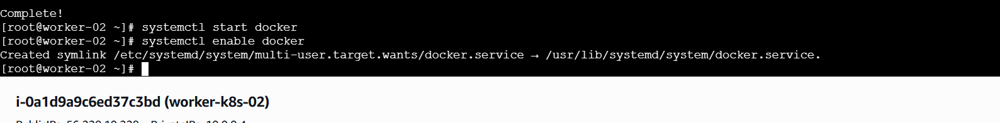 Complete!
[root@worker-02 ~]# systemctl start docker
[root@worker-02 ~]# systemctl enable docker
Created symlink /etc/systemd/system/multi-user.target.wants/docker.service → /usr/lib/systemd/system/docker.service.
[root@worker-02 ~]#
i-0a1d9a9c6ed37c3bd (worker-k8s-02)